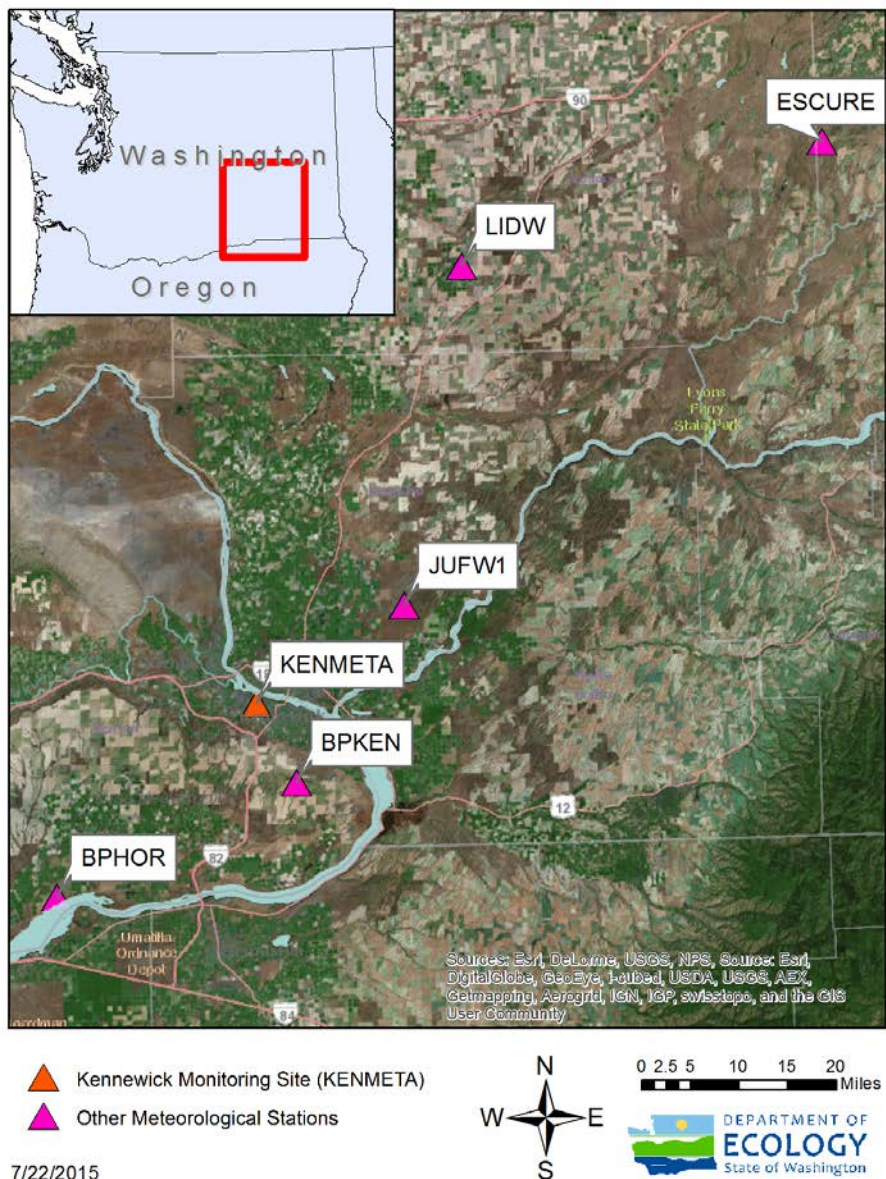 Washington
Oregon
90
ESCURE
LIDW
Lyons
Ferry
State Park
JUFW1
KENMETA
BPKEN
12
BPHOR
82
Umatilla
Ordnance
Depot
84
Sources: Esri, DeLorme, USGS, NPS, Source: Esri,
DigitalGlobe, GeoEye, i-cubed, USDA, USGS, AEX,
Getmapping, Aerogrid, IGN, IGP, swisstopo, and the GIS
User Community
Kennewick Monitoring Site (KENMETA)
Other Meteorological Stations
N
W E
S
0 2.5 5 10 15 20
Miles
DEPARTMENT OF
ECOLOGY
State of Washington
7/22/2015